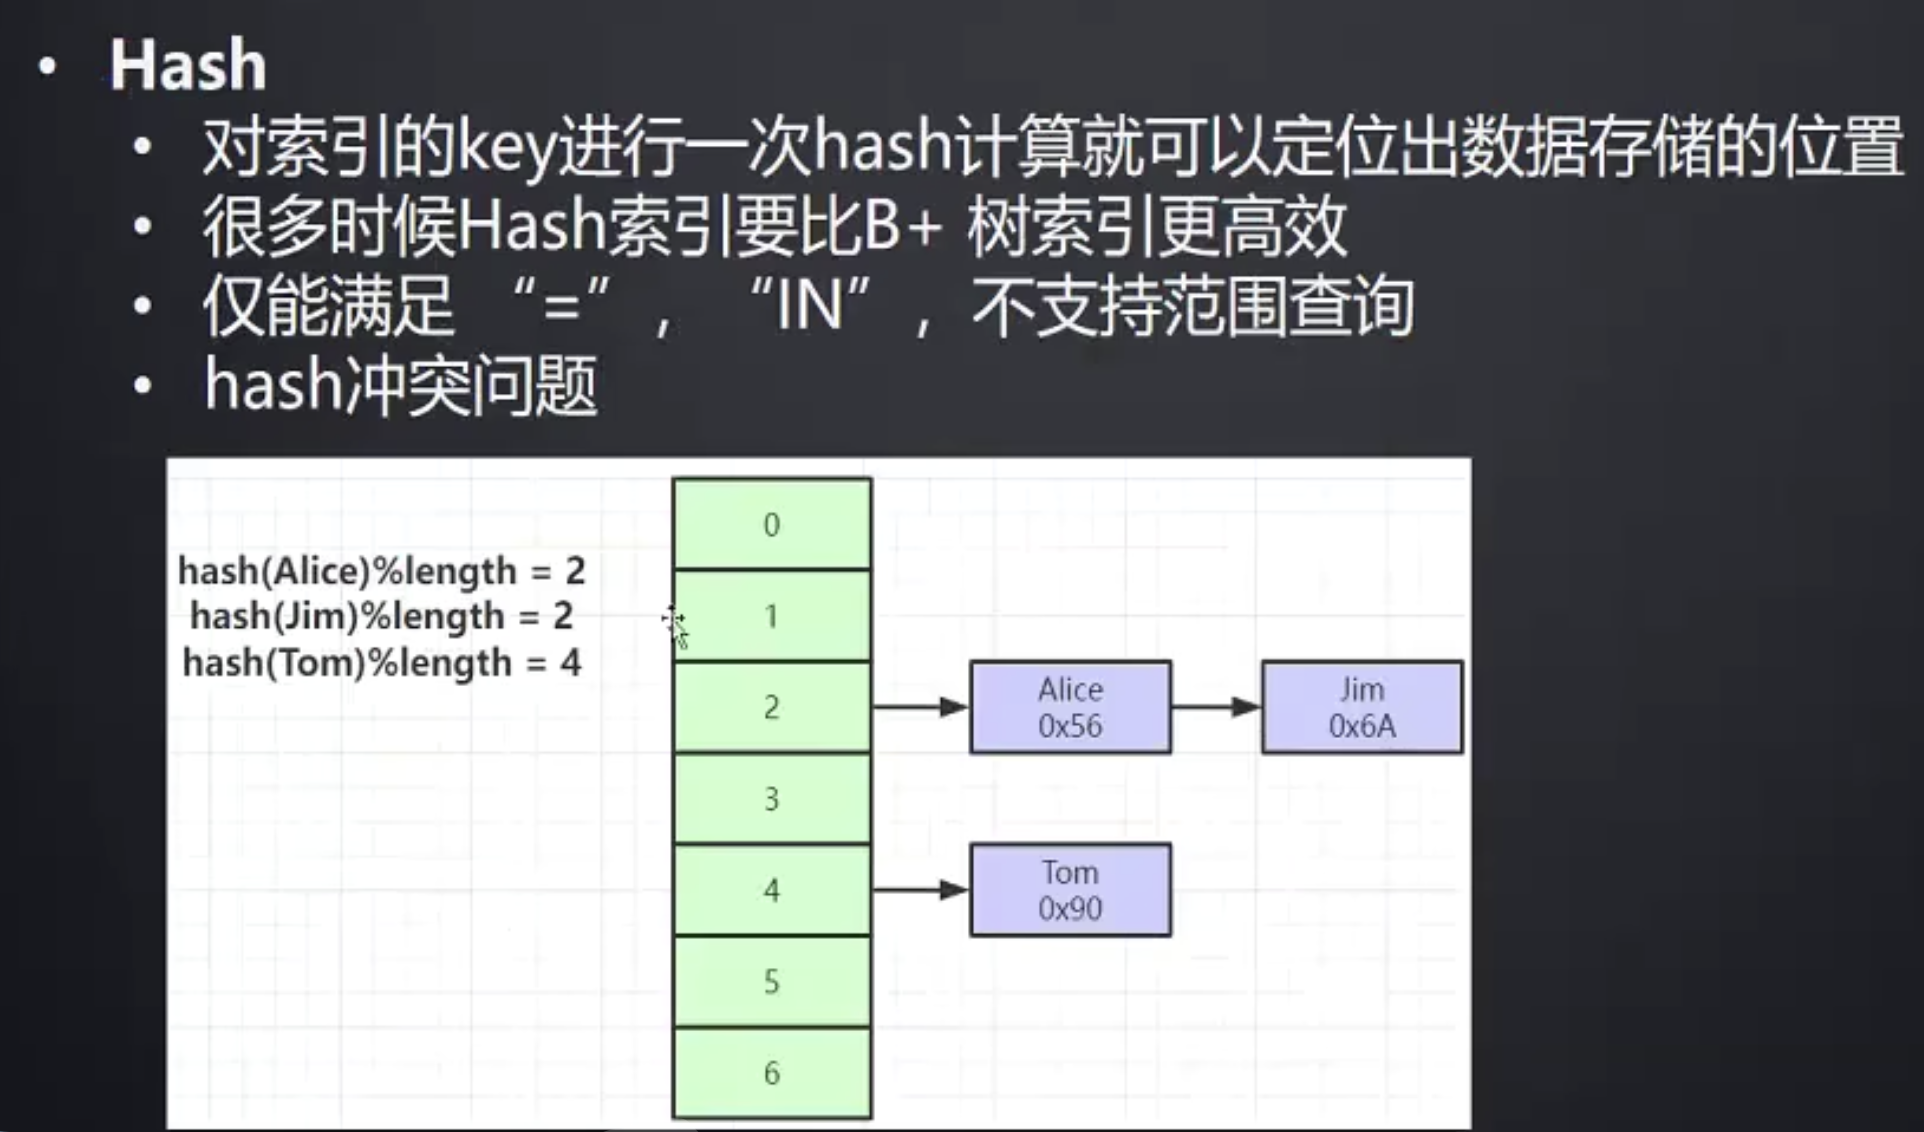 Hash
对索引的key进行一次hash计算就可以定位出数据存储的位置
很多时候Hash索引要比B+ 树索引更高效
仅能满足 “=”，“IN”，不支持范围查询
hash冲突问题
hash(Alice)%length = 2
hash(Jim)%length = 2
hash(Tom)%length = 4
0
1
2
Alice
0x56
Jim
0x6A
3
4
Tom
0x90
5
6